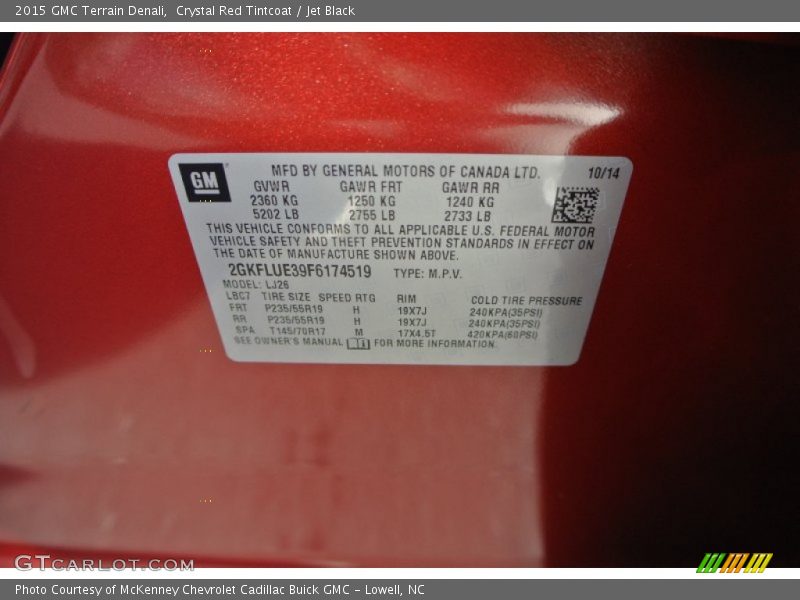 2015 GMC Terrain Denali, Crystal Red Tintcoat / Jet Black
GM
MFD BY GENERAL MOTORS OF CANADA LTD. 10/14
GVWR GAWR FRT GAWR RR
2360 KG 1250 KG 1240 KG
5202 LB 2755 LB 2733 LB
THIS VEHICLE CONFORMS TO ALL APPLICABLE U.S. FEDERAL MOTOR
VEHICLE SAFETY AND THEFT PREVENTION STANDARDS IN EFFECT ON
THE DATE OF MANUFACTURE SHOWN ABOVE.
2GKFLUE39F6174519 TYPE: M.P.V.
MODEL: LJ26
LBC7 TIRE SIZE SPEED RTG RIM COLD TIRE PRESSURE
FRT P235/55R19 H 19X7J 240KPA(35PSI)
RR P235/55R19 H 19X7J 240KPA(35PSI)
SPA T145/70R17 M 17X4.5T 420KPA(60PSI)
SEE OWNER'S MANUAL FOR MORE INFORMATION.
GTCARLOT.COM
Photo Courtesy of McKenney Chevrolet Cadillac Buick GMC – Lowell, NC